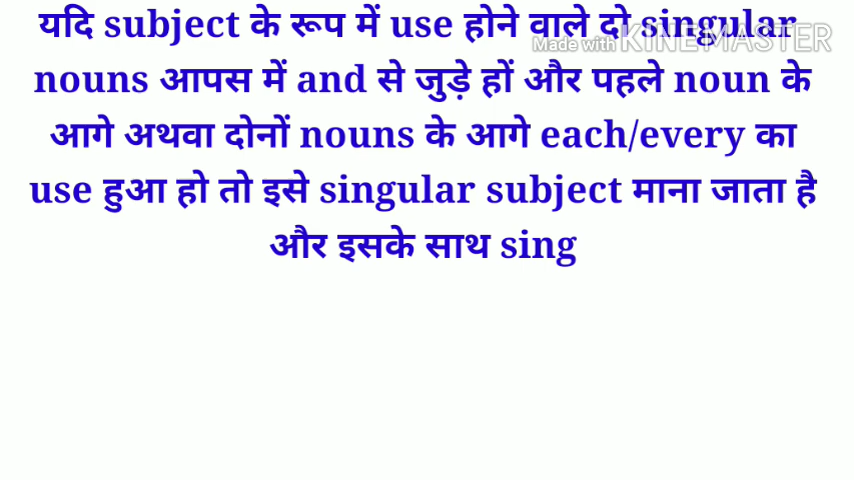 यदि subject के रूप में use होने वाले दो singular
Made with KINEMASTER
nouns आपस में and से जुड़े हों और पहले noun के
आगे अथवा दोनों nouns के आगे each/every का
use हुआ हो तो इसे singular subject माना जाता है
और इसके साथ sing